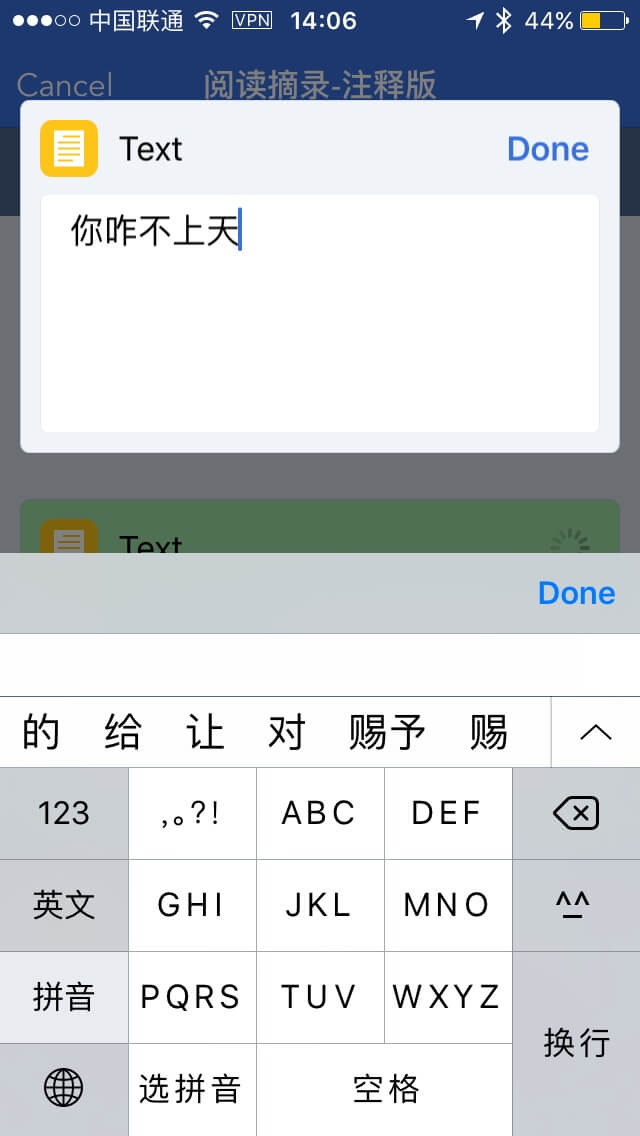 中国联通 VPN 14:06 44%
Cancel 阅读摘录-注释版
Text Done
你咋不上天
Text
Done
的 给 让 对 赐予 赐
123 ,。?! ABC DEF
英文 GHI JKL MNO ^_^
拼音 PQRS TUV WXYZ 换行
选拼音 空格